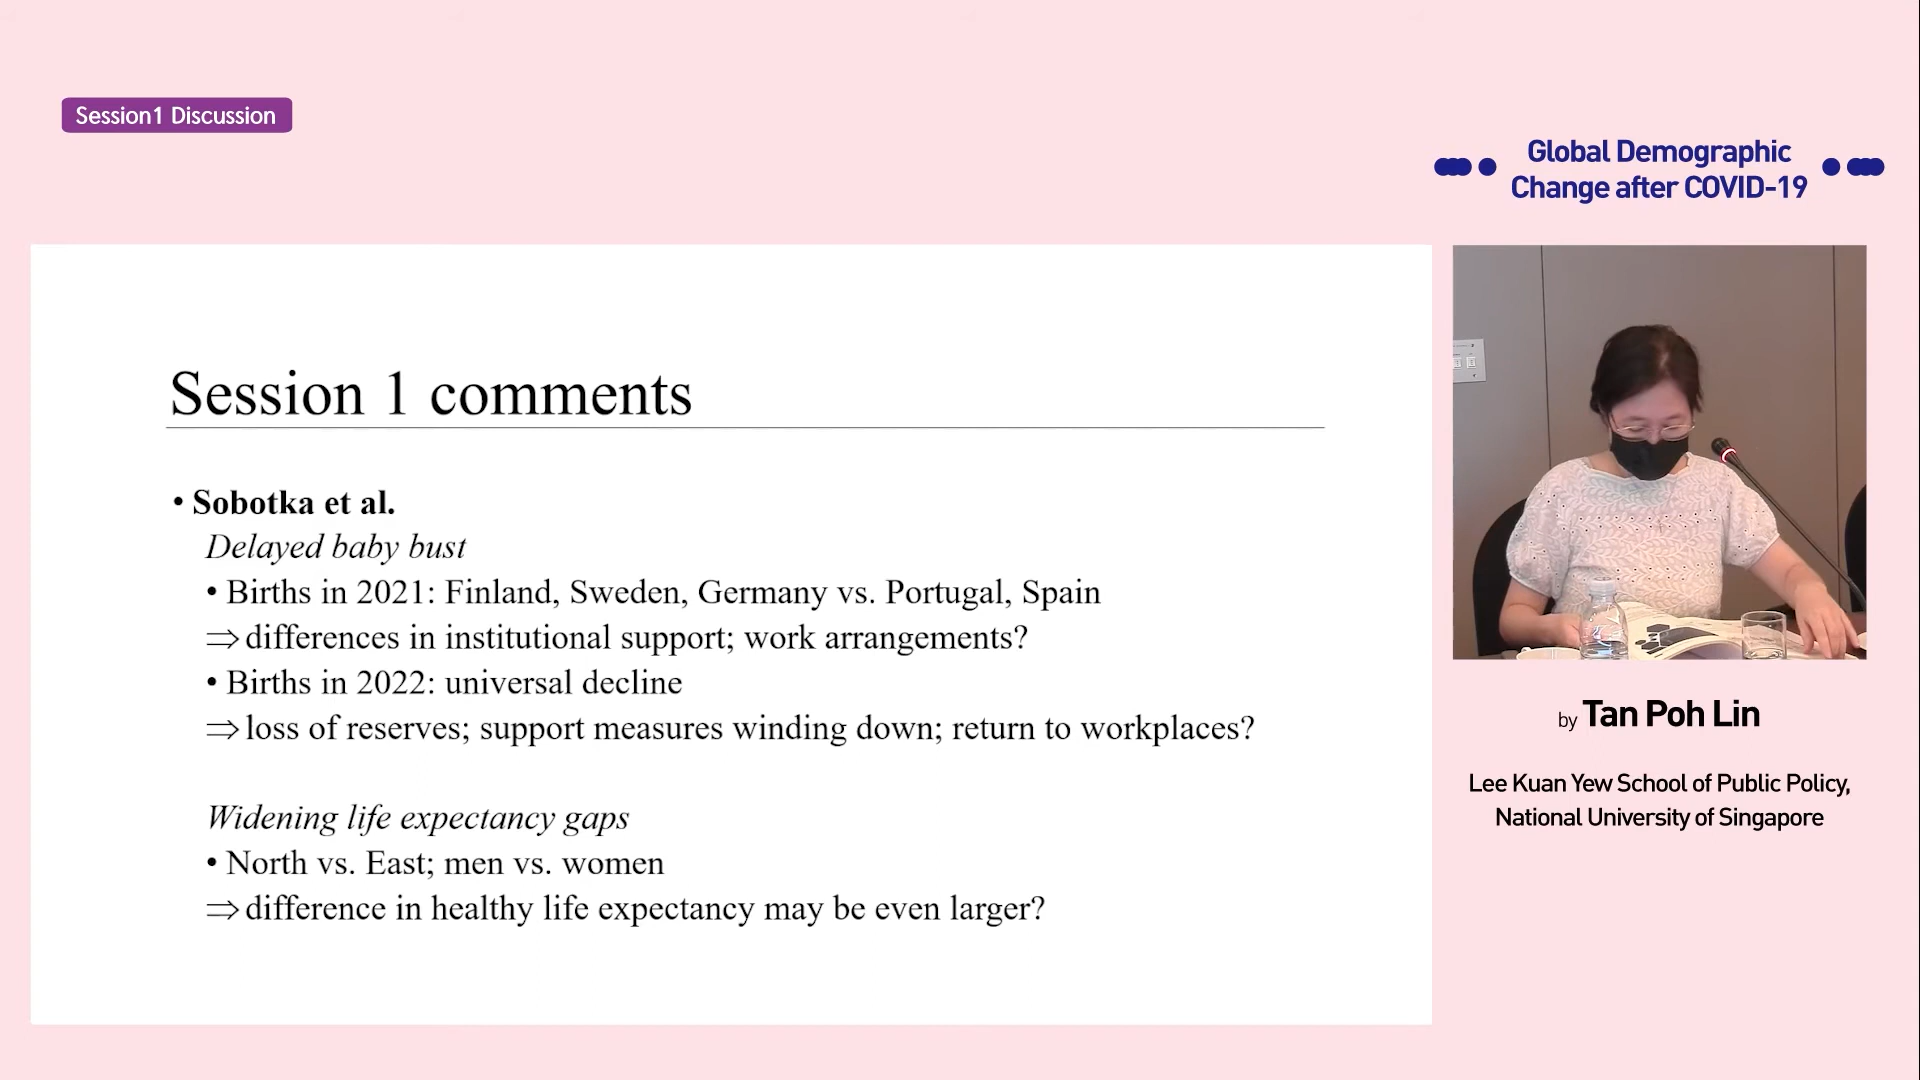 Session1 Discussion
Global Demographic
Change after COVID-19
Session 1 comments
• Sobotka et al.
Delayed baby bust
• Births in 2021: Finland, Sweden, Germany vs. Portugal, Spain
⇒ differences in institutional support; work arrangements?
• Births in 2022: universal decline
⇒ loss of reserves; support measures winding down; return to workplaces?
Widening life expectancy gaps
• North vs. East; men vs. women
⇒ difference in healthy life expectancy may be even larger?
by Tan Poh Lin
Lee Kuan Yew School of Public Policy,
National University of Singapore